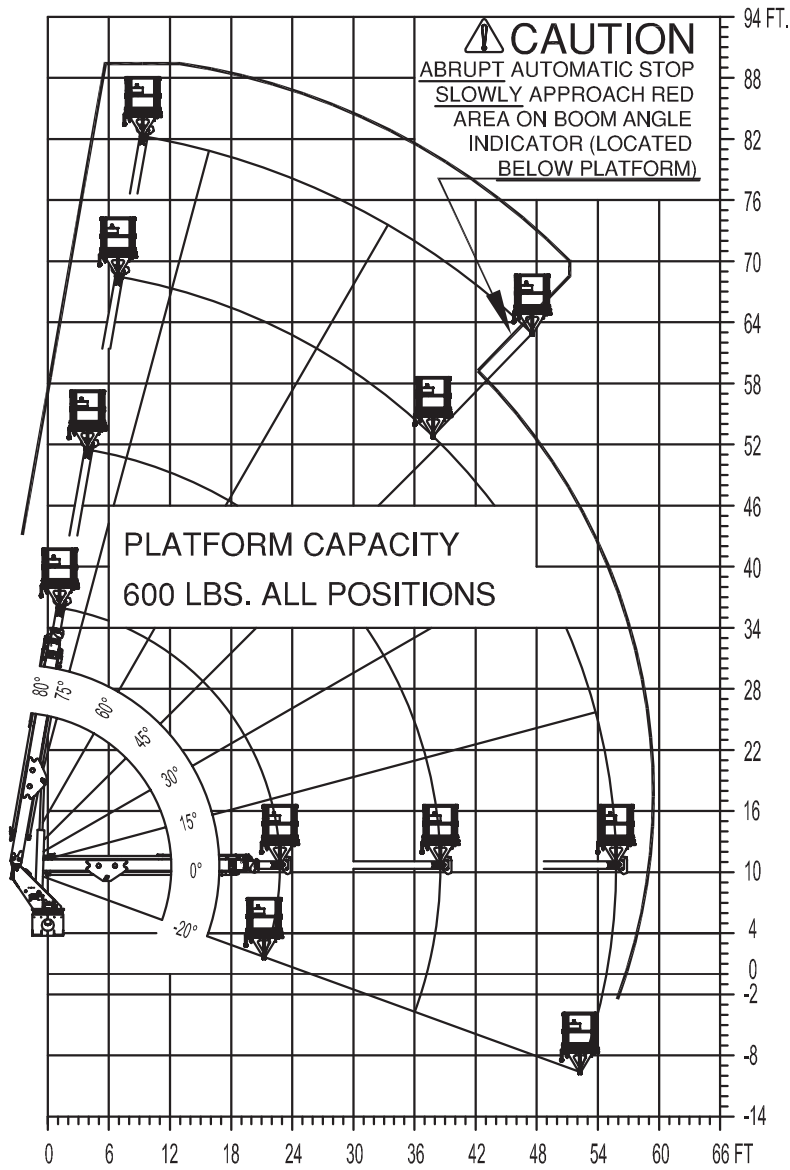 94 FT.
⚠ CAUTION
ABRUPT AUTOMATIC STOP
SLOWLY APPROACH RED
AREA ON BOOM ANGLE
INDICATOR (LOCATED
BELOW PLATFORM)
88
82
76
70
64
58
52
46
PLATFORM CAPACITY
600 LBS. ALL POSITIONS
40
34
28
22
16
10
4
0
-2
-8
-14
80°
75°
60°
45°
30°
15°
0°
-20°
0 6 12 18 24 30 36 42 48 54 60 66 FT